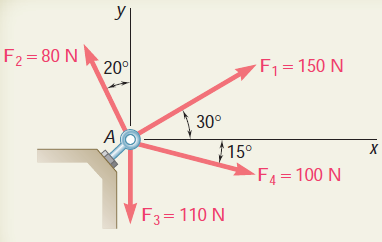 y
F₂ = 80 N
20°
F₁ = 150 N
30°
A
15°
x
F₄ = 100 N
F₃ = 110 N